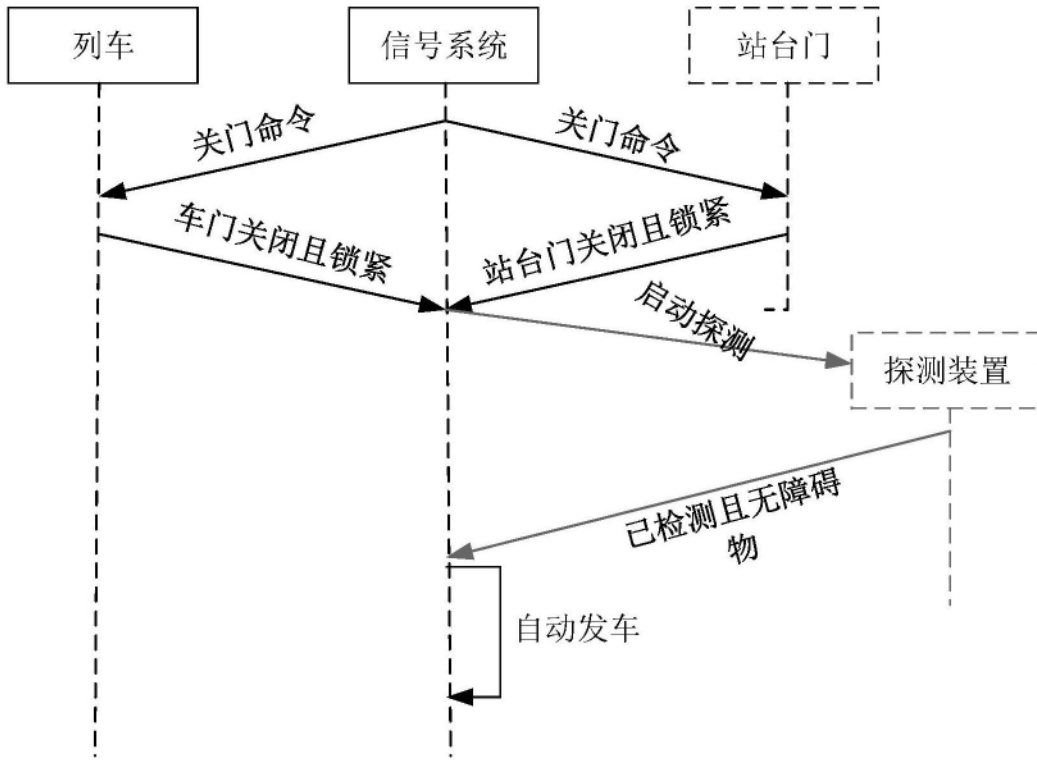 列车
信号系统
站台门
关门命令
关门命令
车门关闭且锁紧
站台门关闭且锁紧
启动探测
探测装置
已检测且无障碍
物
自动发车